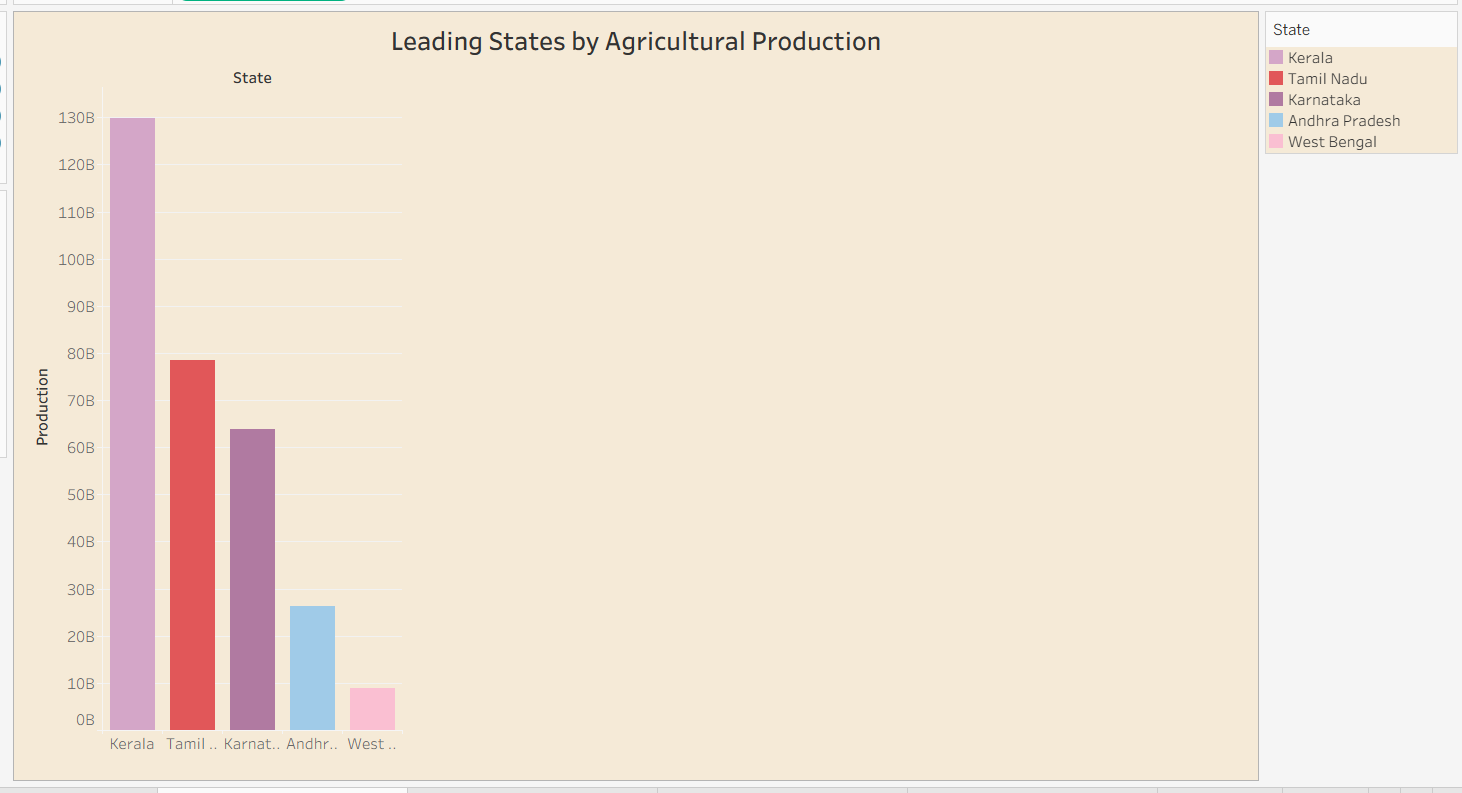 Leading States by Agricultural Production
State
130B
120B
110B
100B
90B
80B
70B
60B
50B
40B
30B
20B
10B
0B
Production
Kerala Tamil .. Karnat.. Andhr.. West ..
State
Kerala
Tamil Nadu
Karnataka
Andhra Pradesh
West Bengal